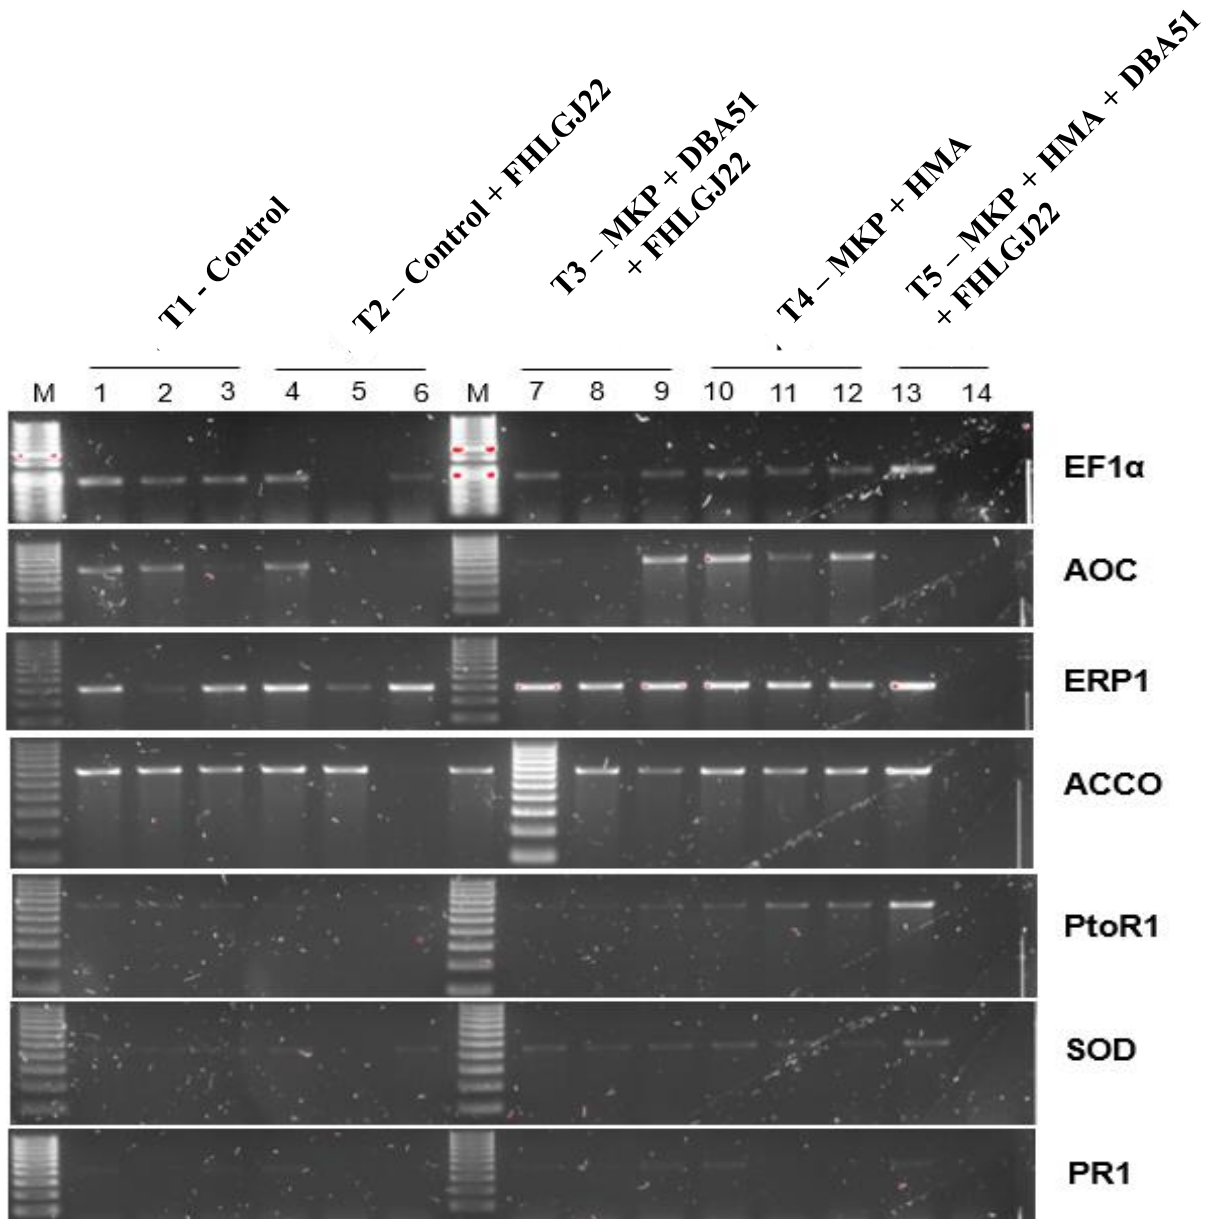 T1 - Control
T2 – Control + FHLGJ22
T3 – MKP + DBA51
+ FHLGJ22
T4 – MKP + HMA
T5 – MKP + HMA + DBA51
+ FHLGJ22
M 1 2 3 4 5 6 M 7 8 9 10 11 12 13 14
EF1α
AOC
ERP1
ACCO
PtoR1
SOD
PR1